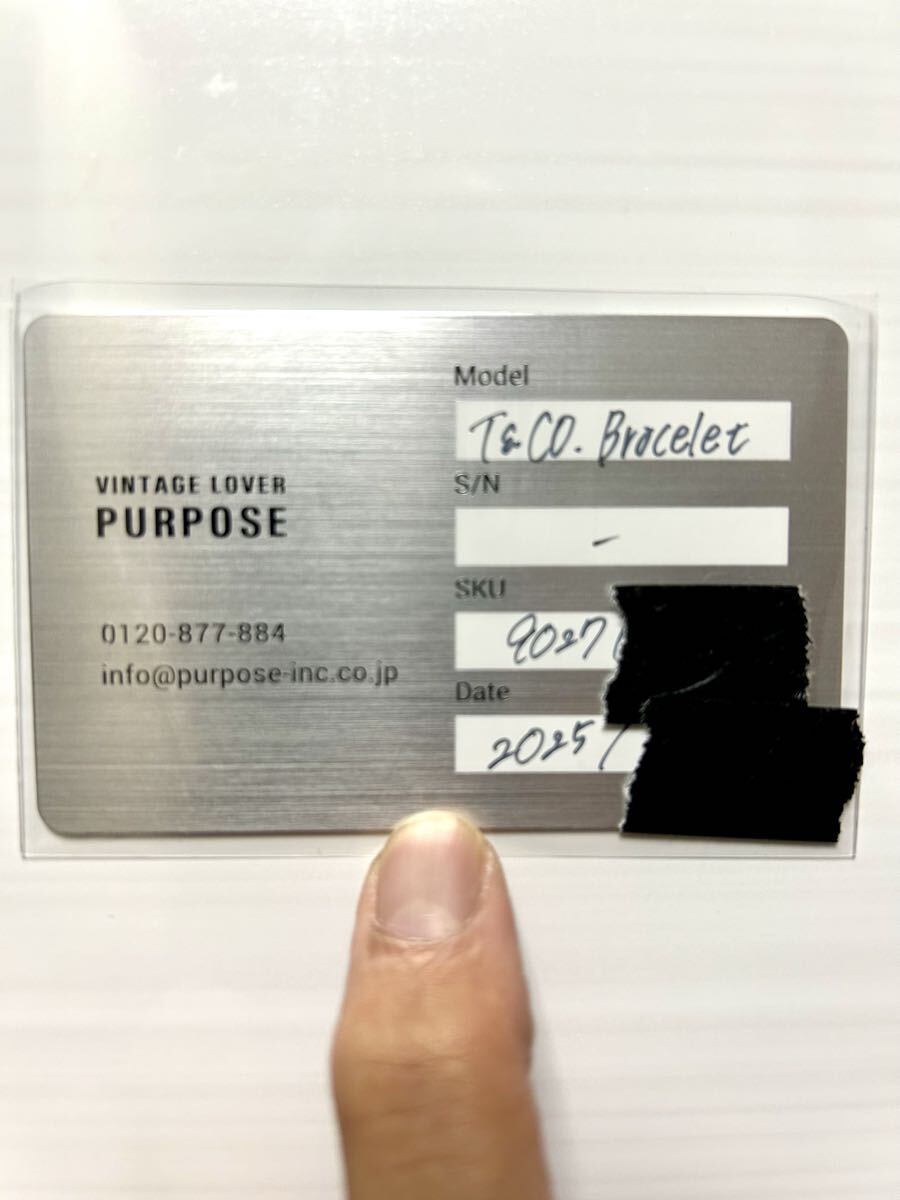 VINTAGE LOVER
PURPOSE
0120-877-884
info@purpose-inc.co.jp
Model
T&CO. Bracelet
S/N
-
SKU
9027
Date
2025/